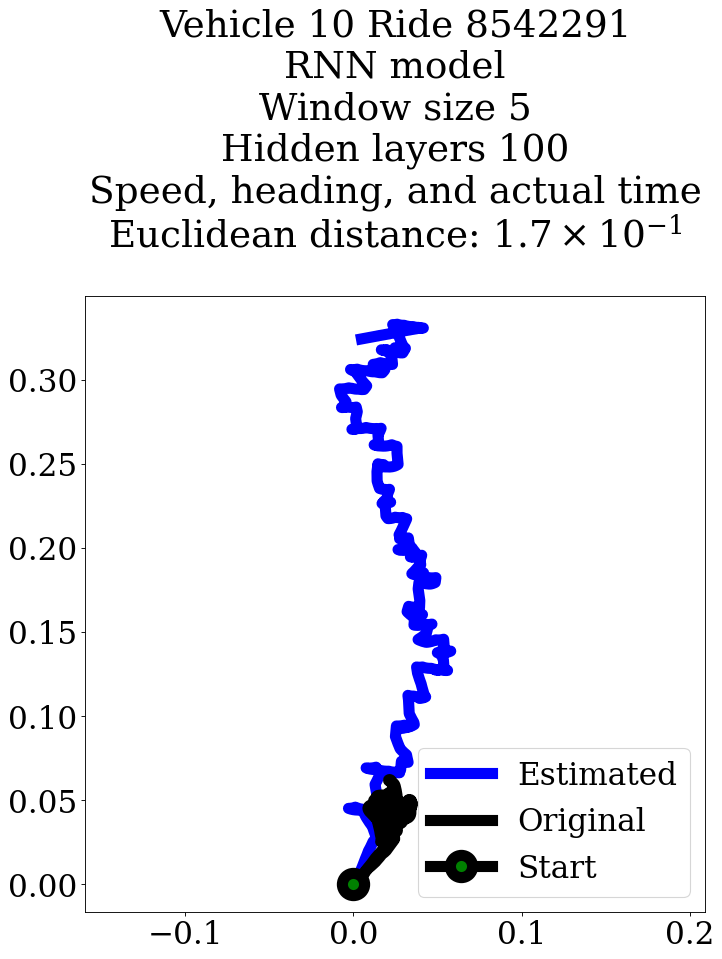 Vehicle 10 Ride 8542291
RNN model
Window size 5
Hidden layers 100
Speed, heading, and actual time
Euclidean distance: 1.7 × 10⁻¹
0.30
0.25
0.20
0.15
0.10
0.05
0.00
Estimated
Original
Start
−0.1 0.0 0.1 0.2